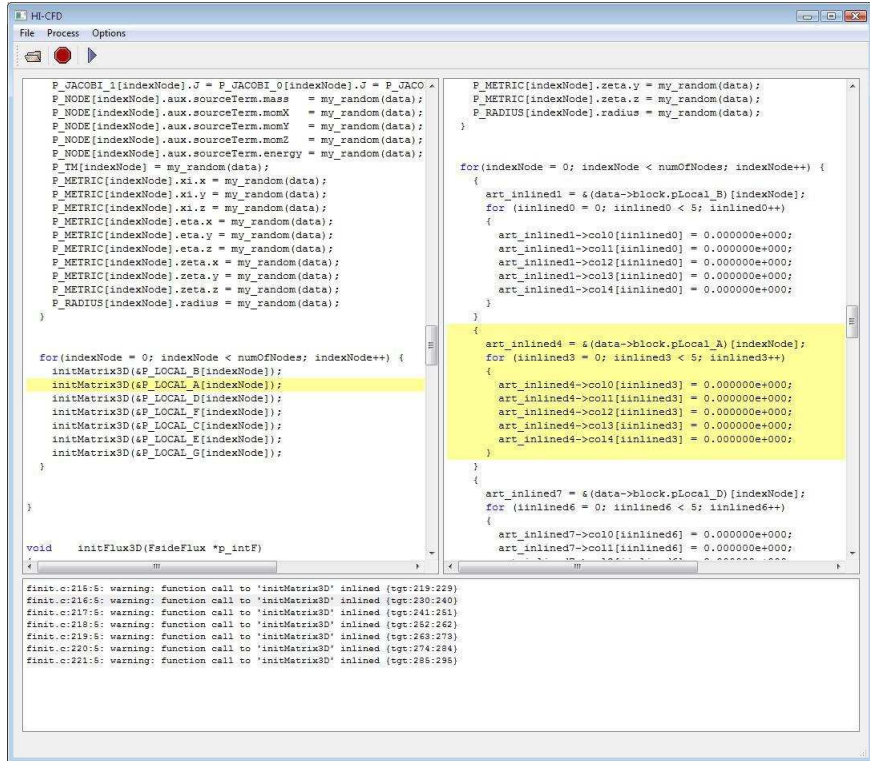 HI-CFD
File Process Options
P_JACOBI_1[indexNode].J = P_JACOBI_0[indexNode].J = P_JACO
P_NODE[indexNode].aux.sourceTerm.mass = my_random(data);
P_NODE[indexNode].aux.sourceTerm.momX = my_random(data);
P_NODE[indexNode].aux.sourceTerm.momY = my_random(data);
P_NODE[indexNode].aux.sourceTerm.momZ = my_random(data);
P_NODE[indexNode].aux.sourceTerm.energy = my_random(data);
P_TM[indexNode] = my_random(data);
P_METRIC[indexNode].xi.x = my_random(data);
P_METRIC[indexNode].xi.y = my_random(data);
P_METRIC[indexNode].xi.z = my_random(data);
P_METRIC[indexNode].eta.x = my_random(data);
P_METRIC[indexNode].eta.y = my_random(data);
P_METRIC[indexNode].eta.z = my_random(data);
P_METRIC[indexNode].zeta.x = my_random(data);
P_METRIC[indexNode].zeta.y = my_random(data);
P_METRIC[indexNode].zeta.z = my_random(data);
P_RADIUS[indexNode].radius = my_random(data);
}
for(indexNode = 0; indexNode < numOfNodes; indexNode++) {
initMatrix3D(&P_LOCAL_B[indexNode]);
initMatrix3D(&P_LOCAL_A[indexNode]);
initMatrix3D(&P_LOCAL_D[indexNode]);
initMatrix3D(&P_LOCAL_F[indexNode]);
initMatrix3D(&P_LOCAL_C[indexNode]);
initMatrix3D(&P_LOCAL_E[indexNode]);
initMatrix3D(&P_LOCAL_G[indexNode]);
}
}
void initFlux3D(FsideFlux *p_intF)
P_METRIC[indexNode].zeta.y = my_random(data);
P_METRIC[indexNode].zeta.z = my_random(data);
P_RADIUS[indexNode].radius = my_random(data);
}
for(indexNode = 0; indexNode < numOfNodes; indexNode++) {
{
art_inlined1 = &(data->block.pLocal_B)[indexNode];
for (iinlined0 = 0; iinlined0 < 5; iinlined0++)
{
art_inlined1->col0[iinlined0] = 0.000000e+000;
art_inlined1->col1[iinlined0] = 0.000000e+000;
art_inlined1->col2[iinlined0] = 0.000000e+000;
art_inlined1->col3[iinlined0] = 0.000000e+000;
art_inlined1->col4[iinlined0] = 0.000000e+000;
}
}
{
art_inlined4 = &(data->block.pLocal_A)[indexNode];
for (iinlined3 = 0; iinlined3 < 5; iinlined3++)
{
art_inlined4->col0[iinlined3] = 0.000000e+000;
art_inlined4->col1[iinlined3] = 0.000000e+000;
art_inlined4->col2[iinlined3] = 0.000000e+000;
art_inlined4->col3[iinlined3] = 0.000000e+000;
art_inlined4->col4[iinlined3] = 0.000000e+000;
}
}
{
art_inlined7 = &(data->block.pLocal_D)[indexNode];
for (iinlined6 = 0; iinlined6 < 5; iinlined6++)
{
art_inlined7->col0[iinlined6] = 0.000000e+000;
art_inlined7->col1[iinlined6] = 0.000000e+000;
finit.c:215:5: warning: function call to 'initMatrix3D' inlined {tgt:219:229}
finit.c:216:5: warning: function call to 'initMatrix3D' inlined {tgt:230:240}
finit.c:217:5: warning: function call to 'initMatrix3D' inlined {tgt:241:251}
finit.c:218:5: warning: function call to 'initMatrix3D' inlined {tgt:252:262}
finit.c:219:5: warning: function call to 'initMatrix3D' inlined {tgt:263:273}
finit.c:220:5: warning: function call to 'initMatrix3D' inlined {tgt:274:284}
finit.c:221:5: warning: function call to 'initMatrix3D' inlined {tgt:285:295}